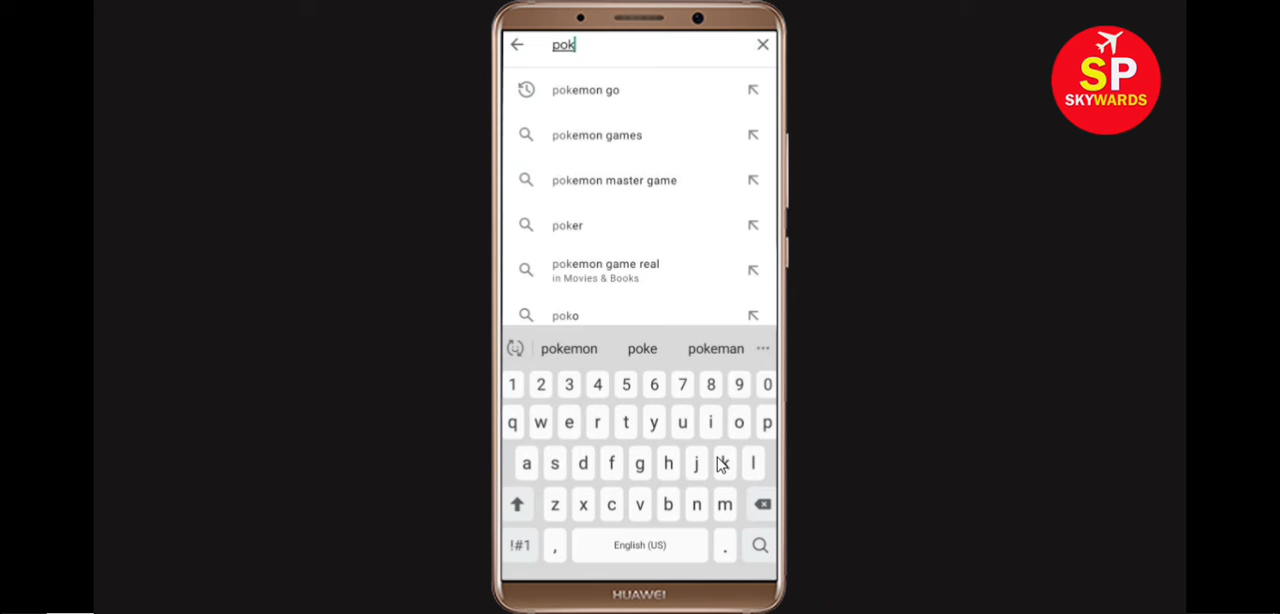 pok
SP
SKYWARDS
pokemon go
pokemon games
pokemon master game
poker
pokemon game real
in Movies & Books
poko
pokemon poke pokeman ...
1 2 3 4 5 6 7 8 9 0
q w e r t y u i o p
a s d f g h j k l
z x c v b n m
!#1 , English (US) .
HUAWEI